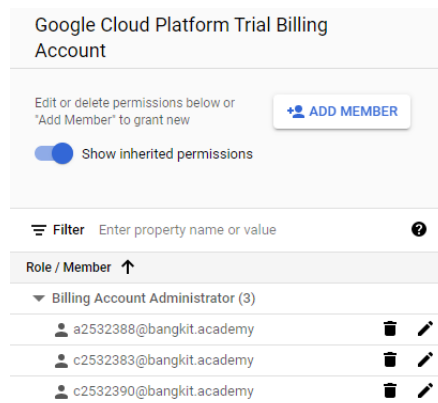 Google Cloud Platform Trial Billing
Account
Edit or delete permissions below or
"Add Member" to grant new
ADD MEMBER
Show inherited permissions
Filter Enter property name or value
Role / Member
Billing Account Administrator (3)
a2532388@bangkit.academy
c2532383@bangkit.academy
c2532390@bangkit.academy